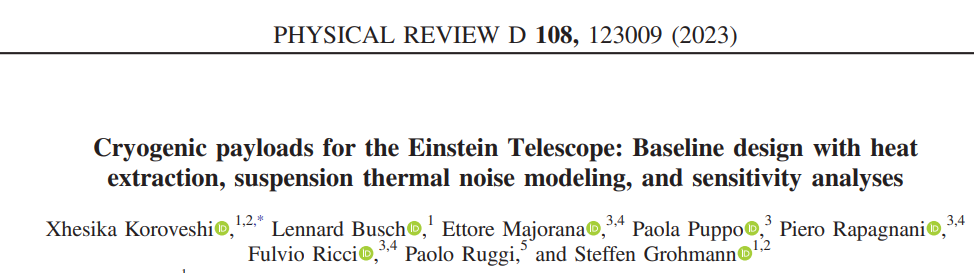 PHYSICAL REVIEW D 108, 123009 (2023)
Cryogenic payloads for the Einstein Telescope: Baseline design with heat
extraction, suspension thermal noise modeling, and sensitivity analyses
Xhesika Koroveshi,1,2,* Lennard Busch,1 Ettore Majorana,3,4 Paola Puppo,3 Piero Rapagnani,3,4
Fulvio Ricci,3,4 Paolo Ruggi,5 and Steffen Grohmann1,2